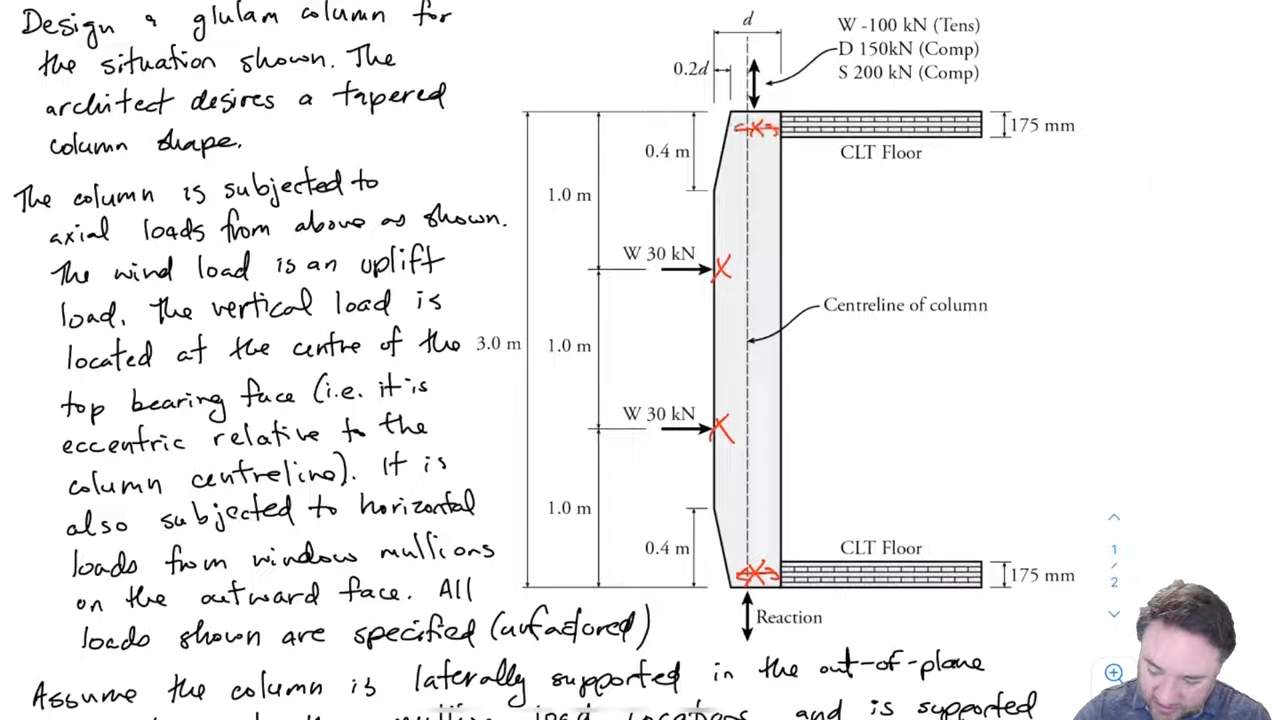 Design a glulam column for
the situation shown. The
architect desires a tapered
column shape.
The column is subjected to
axial loads from above as shown.
The wind load is an uplift
load. The vertical load is
located at the centre of the
top bearing face (i.e. it is
eccentric relative to the
column centreline). It is
also subjected to horizontal
loads from window mullions
on the outward face. All
loads shown are specified (unfactored)
Assume the column is laterally supported in the out-of-plane
mullion load locations and is supported
d
W -100 kN (Tens)
D 150kN (Comp)
S 200 kN (Comp)
0.2d
175 mm
CLT Floor
0.4 m
1.0 m
W 30 kN
Centreline of column
3.0 m
1.0 m
W 30 kN
1.0 m
0.4 m
CLT Floor
175 mm
Reaction
1
/
2